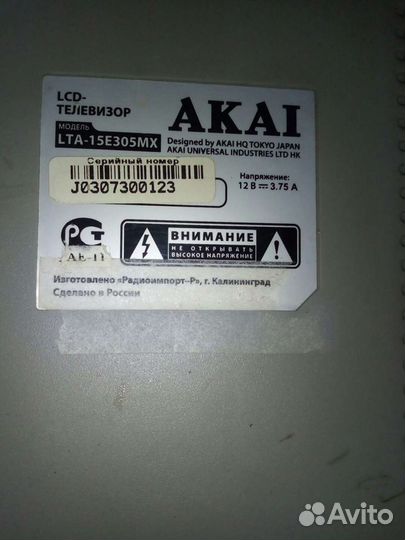 LCD-
ТЕЛЕВИЗОР
МОДЕЛЬ
LTA-15E305MX
AKAI
Designed by AKAI HQ TOKYO JAPAN
AKAI UNIVERSAL INDUSTRIES LTD HK
Серийный номер
J0307300123
Напряжение:
12 В 3.75 А
РСТ
ВНИМАНИЕ
НЕ ОТКРЫВАТЬ
ВЫСОКОЕ НАПРЯЖЕНИЕ
Изготовлено «Радиоимпорт-Р», г. Калининград
Сделано в России
Avito